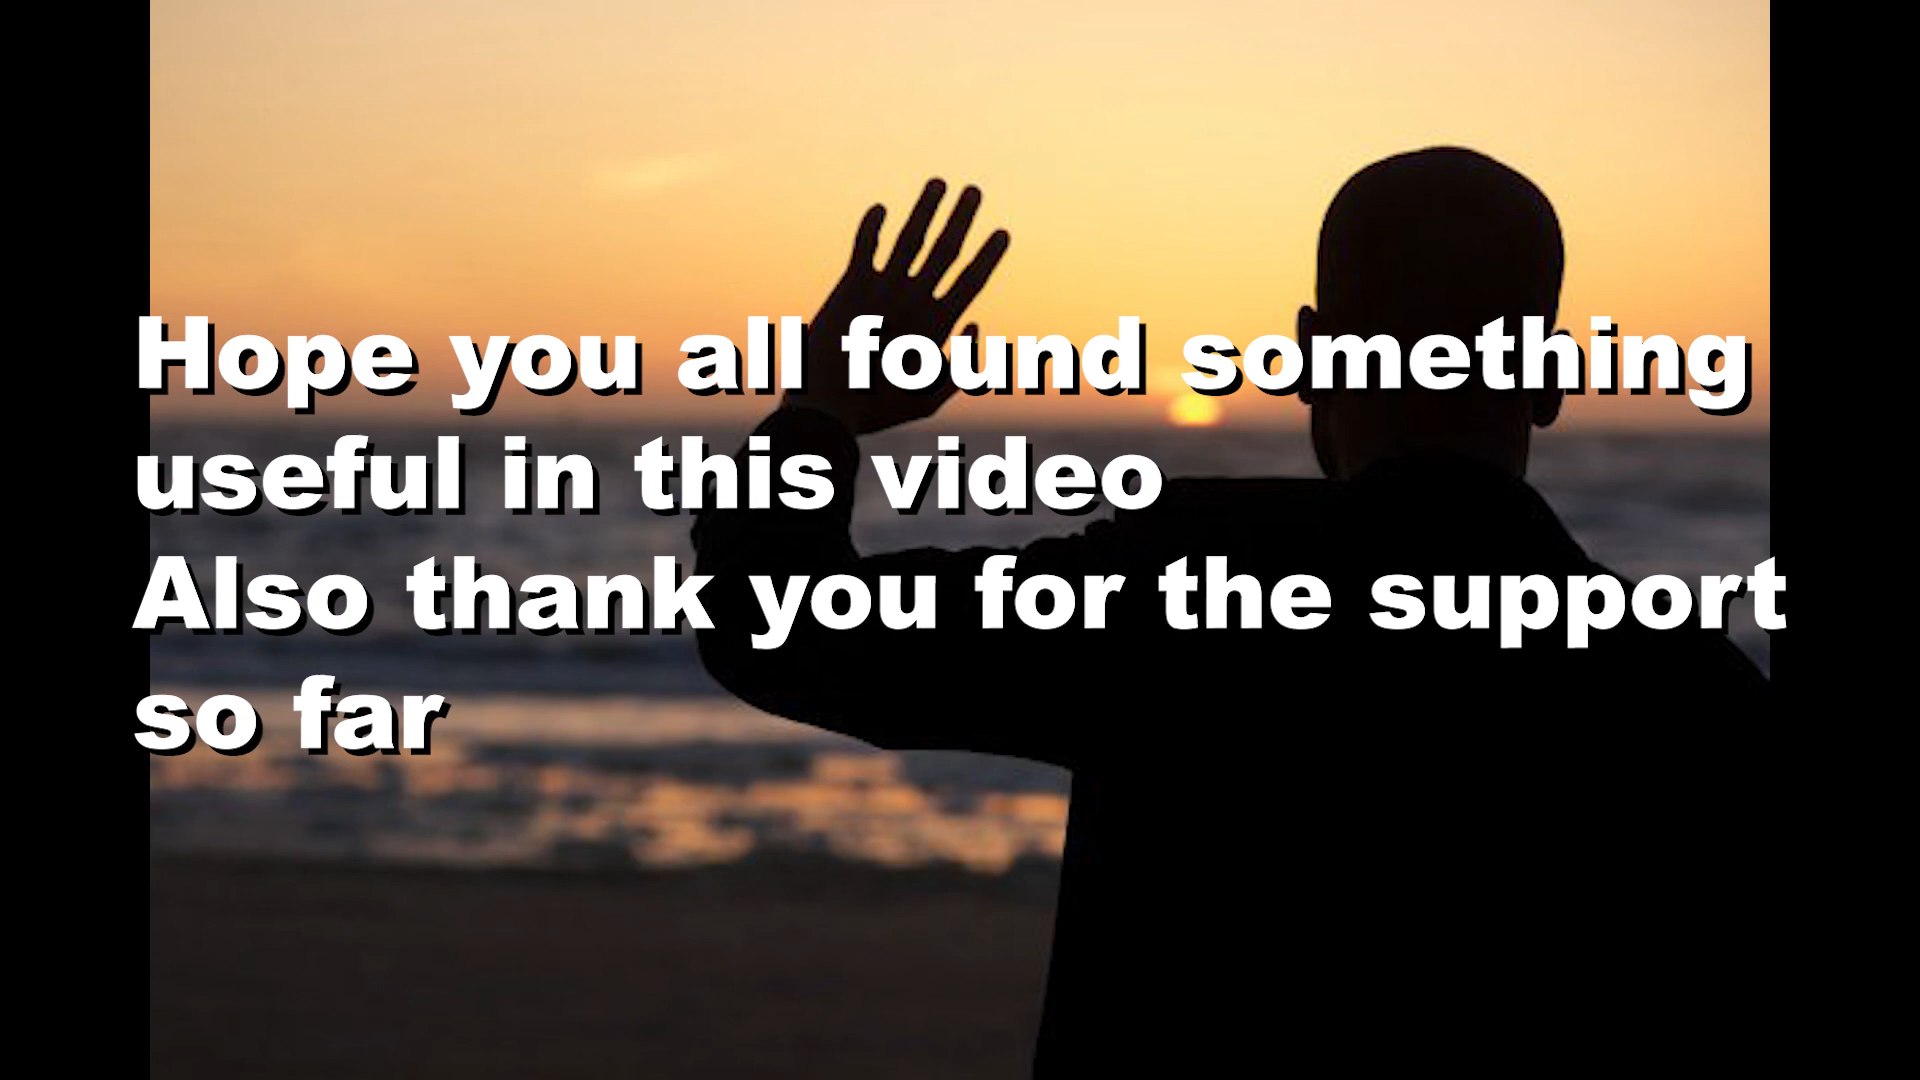 Hope you all found something
useful in this video
Also thank you for the support
so far